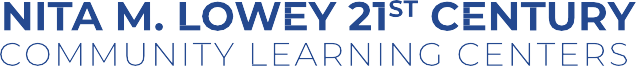 NITA M. LOWEY 21ST CENTURY
COMMUNITY LEARNING CENTERS